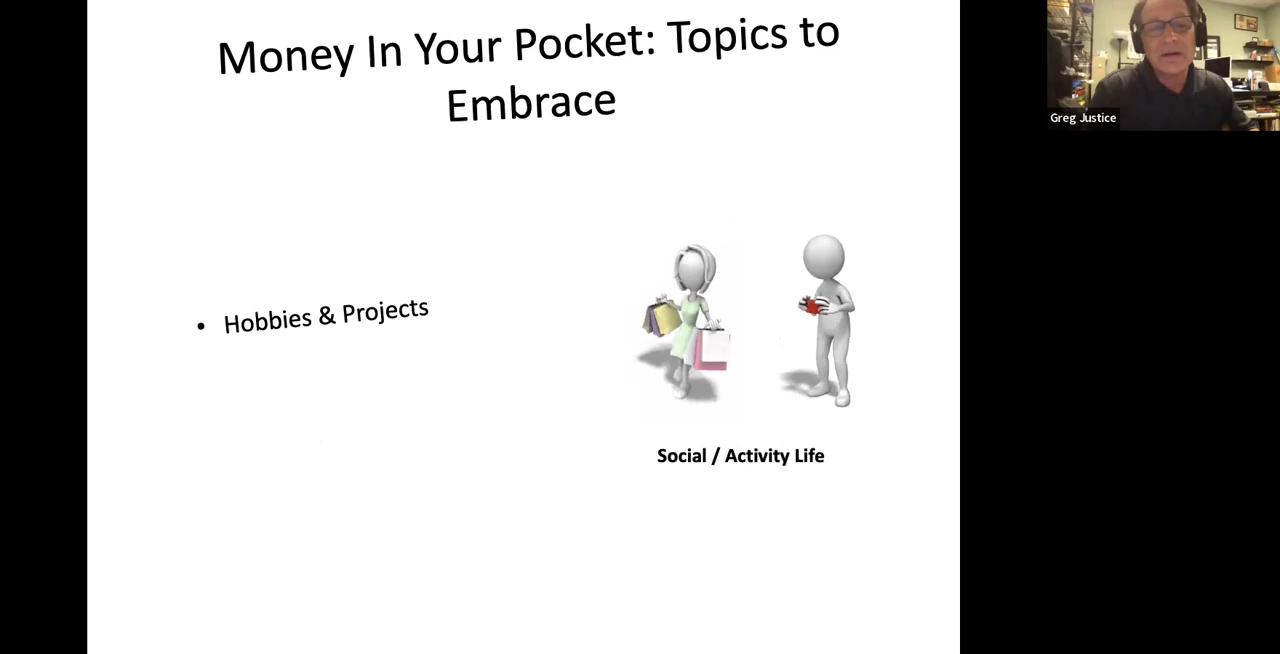 Money In Your Pocket: Topics to
Embrace
Greg Justice
• Hobbies & Projects
Social / Activity Life